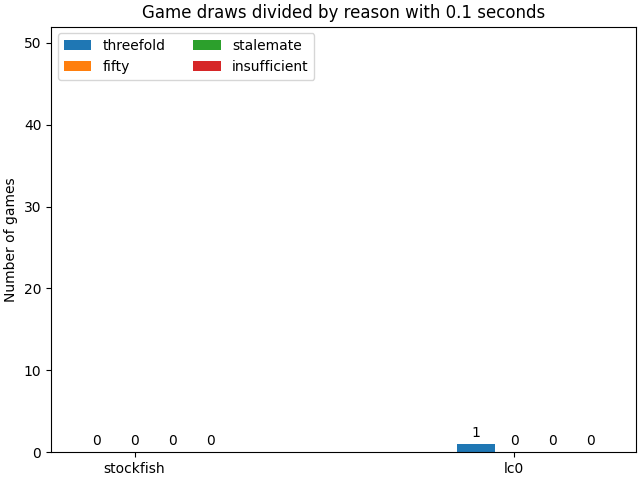 Game draws divided by reason with 0.1 seconds
threefold
fifty
stalemate
insufficient
Number of games
50
40
30
20
10
0
0 0 0 0
1 0 0 0
stockfish
lc0